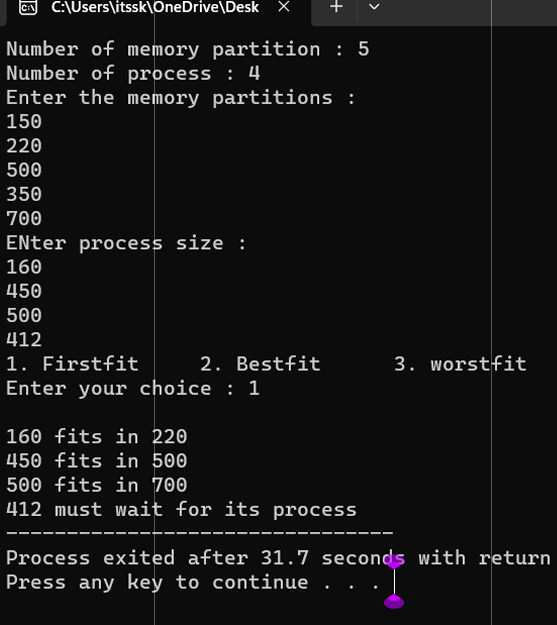 C:\Users\itssk\OneDrive\Desk
Number of memory partition : 5
Number of process : 4
Enter the memory partitions :
150
220
500
350
700
ENter process size :
160
450
500
412
1. Firstfit 2. Bestfit 3. worstfit
Enter your choice : 1
160 fits in 220
450 fits in 500
500 fits in 700
412 must wait for its process
--------------------------------
Process exited after 31.7 seconds with return
Press any key to continue . . .